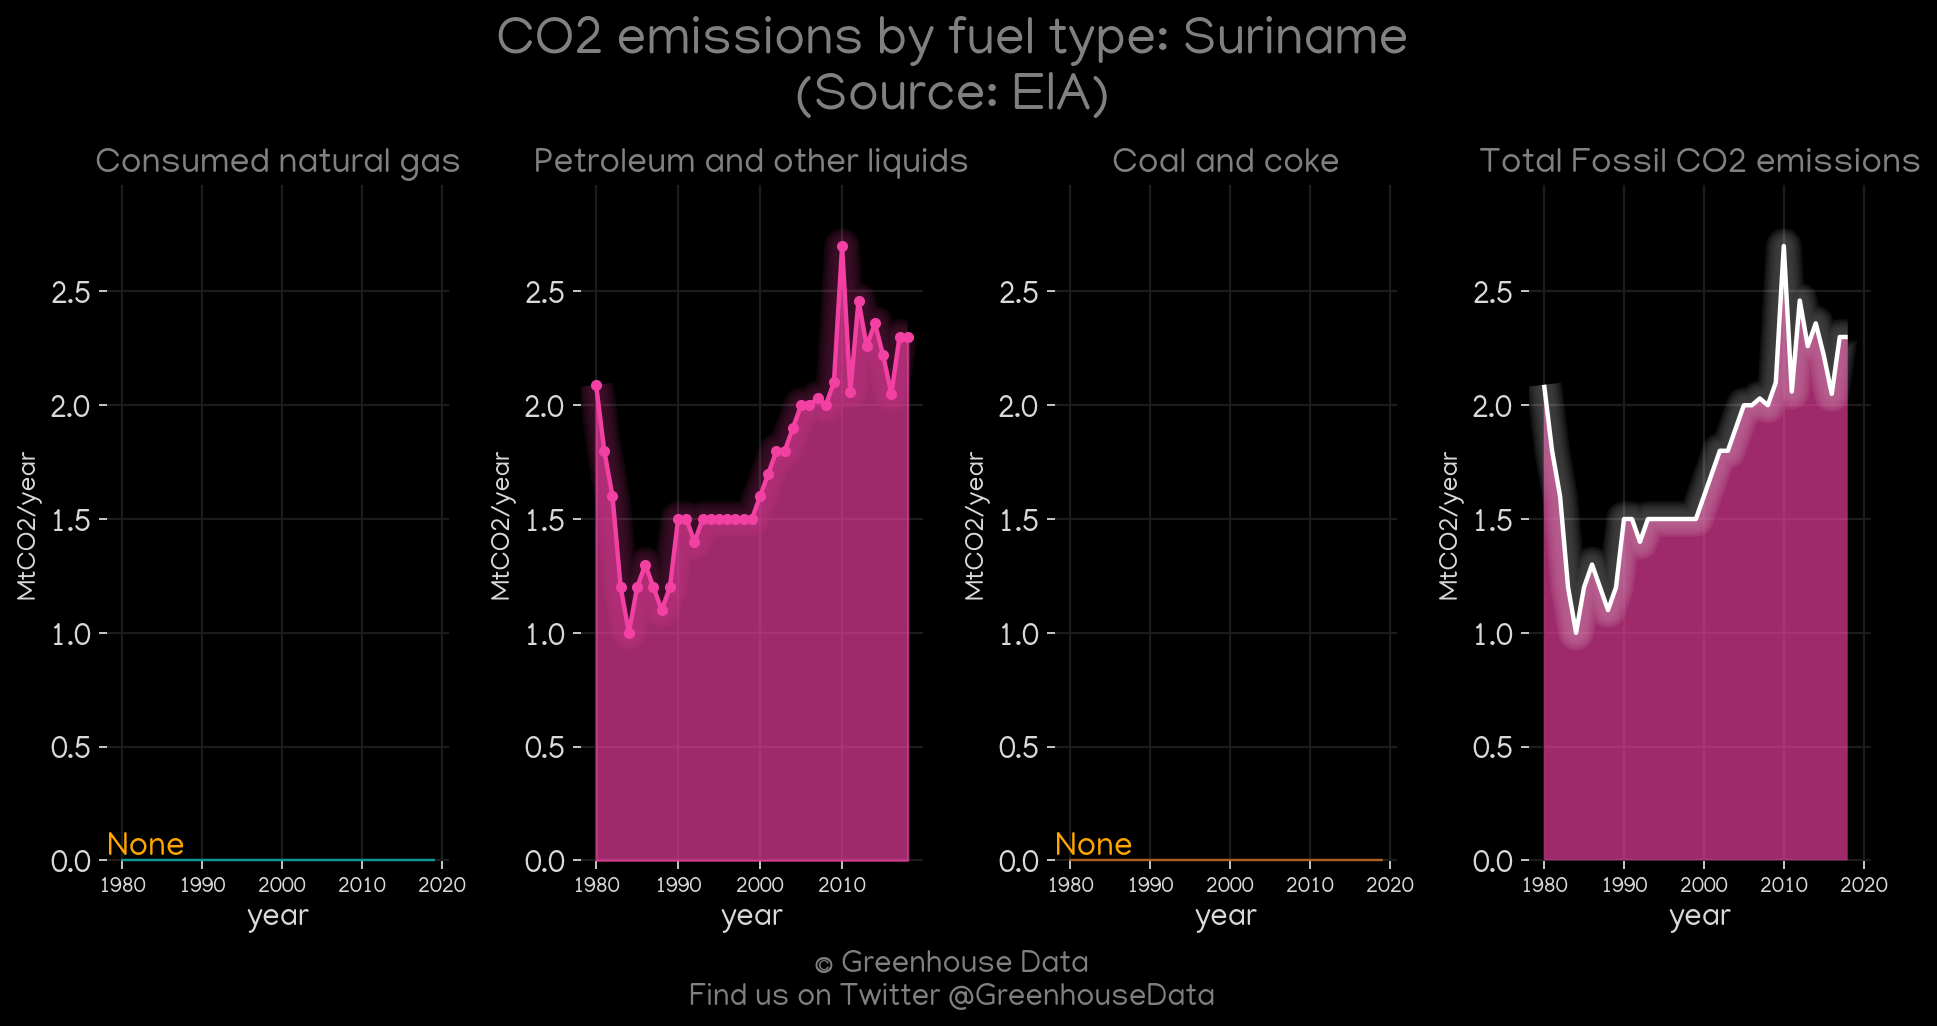 CO2 emissions by fuel type: Suriname
(Source: EIA)
Consumed natural gas
Petroleum and other liquids
Coal and coke
Total Fossil CO2 emissions
MtCO2/year
2.5
2.0
1.5
1.0
0.5
0.0
None
1980 1990 2000 2010 2020
year
MtCO2/year
2.5
2.0
1.5
1.0
0.5
0.0
1980 1990 2000 2010
year
MtCO2/year
2.5
2.0
1.5
1.0
0.5
0.0
None
1980 1990 2000 2010 2020
year
MtCO2/year
2.5
2.0
1.5
1.0
0.5
0.0
1980 1990 2000 2010 2020
year
© Greenhouse Data
Find us on Twitter @GreenhouseData